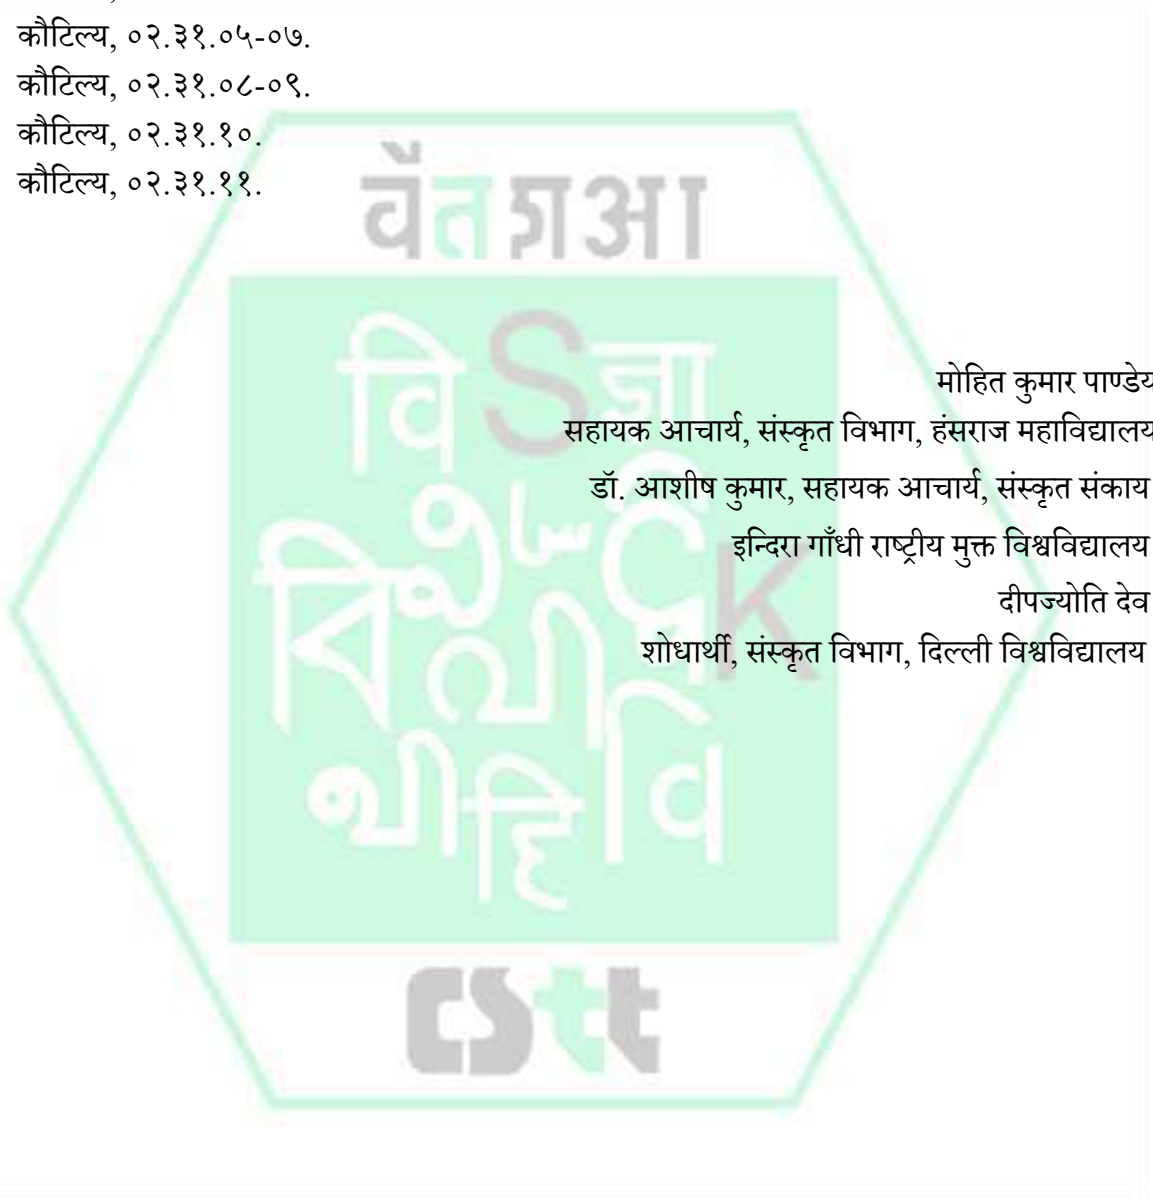 कौटिल्य, ०२.३१.०५-०७.
कौटिल्य, ०२.३१.०८-०९.
कौटिल्य, ०२.३१.१०.
कौटिल्य, ०२.३१.११.
मोहित कुमार पाण्डेय
सहायक आचार्य, संस्कृत विभाग, हंसराज महाविद्यालय
डॉ. आशीष कुमार, सहायक आचार्य, संस्कृत संकाय
इन्दिरा गाँधी राष्ट्रीय मुक्त विश्वविद्यालय
दीपज्योति देव
शोधार्थी, संस्कृत विभाग, दिल्ली विश्वविद्यालय
cstt